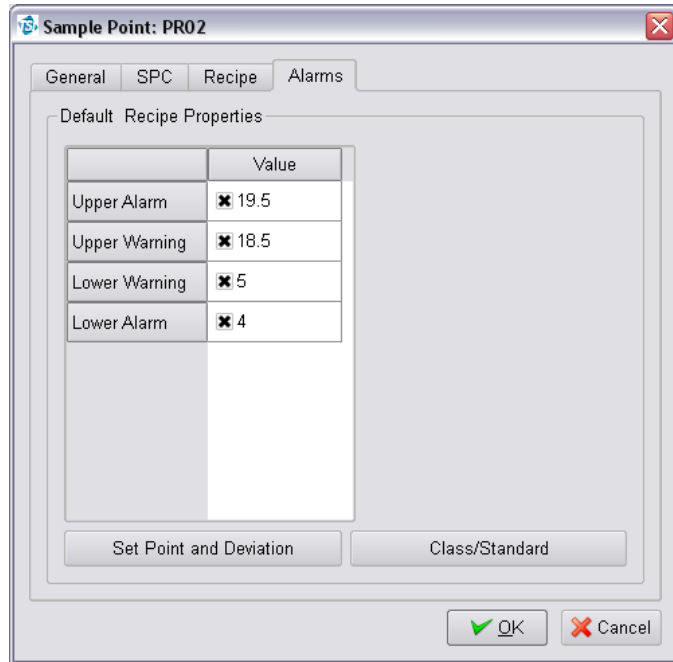 Sample Point: PR02
General SPC Recipe Alarms
Default Recipe Properties
Value
Upper Alarm 19.5
Upper Warning 18.5
Lower Warning 5
Lower Alarm 4
Set Point and Deviation Class/Standard
OK Cancel